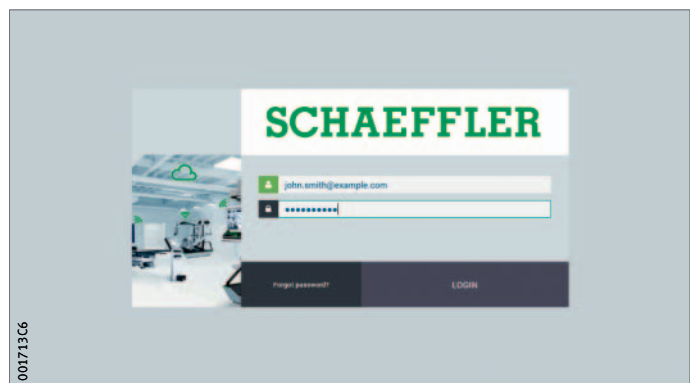 SCHAEFFLER
john.smith@example.com
••••••••••
Forgot password?
LOGIN
001713C6